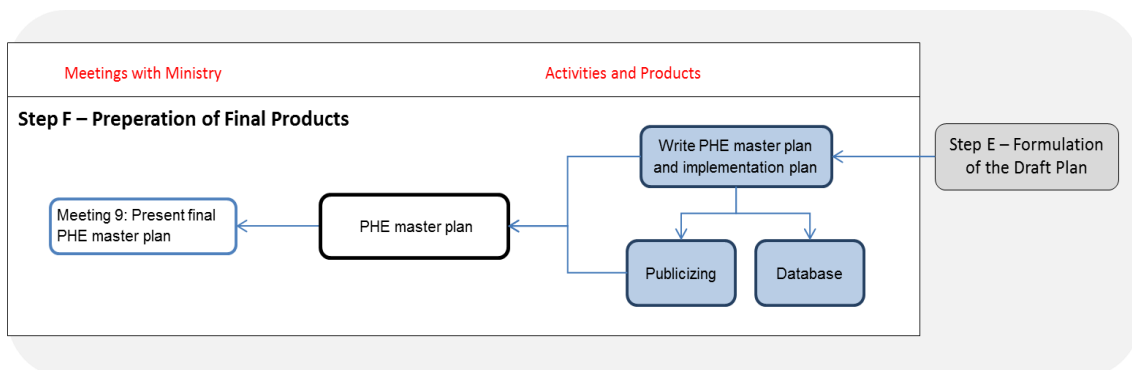 Meetings with Ministry
Activities and Products
Step F – Preperation of Final Products
Write PHE master plan
and implementation plan
Step E – Formulation
of the Draft Plan
Meeting 9: Present final
PHE master plan
PHE master plan
Publicizing
Database